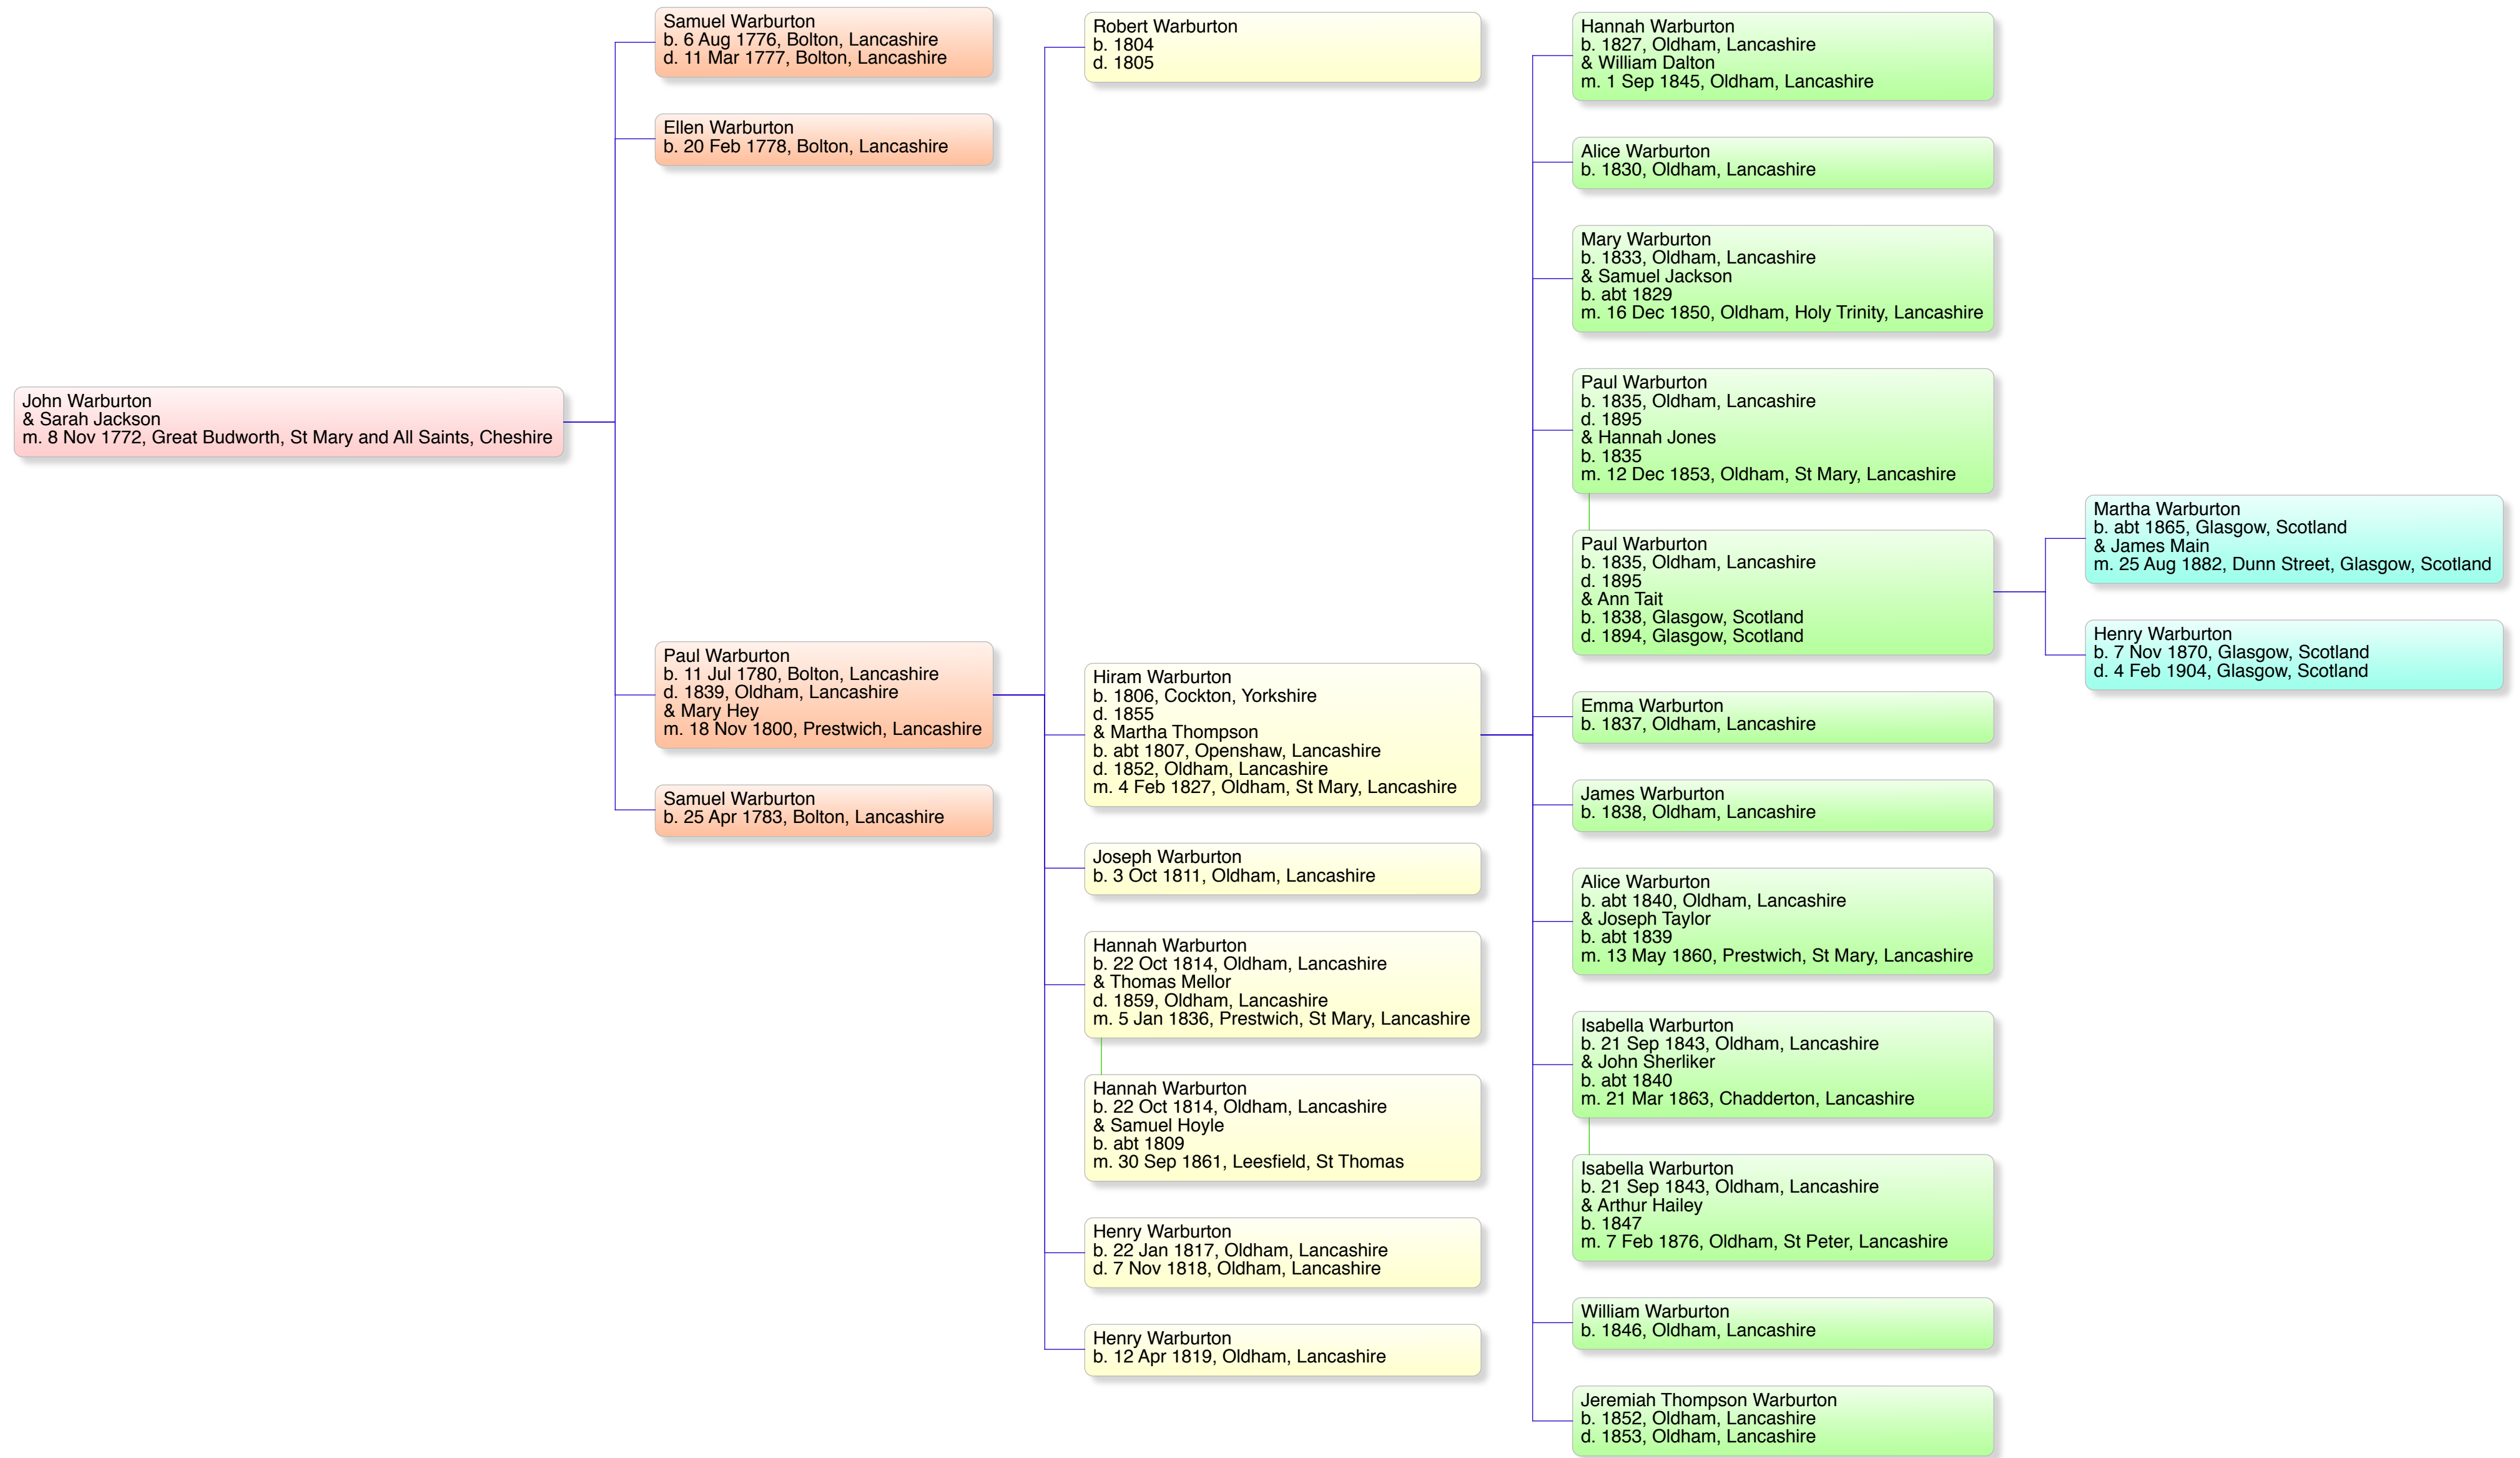 John Warburton
& Sarah Jackson
m. 8 Nov 1772, Great Budworth, St Mary and All Saints, Cheshire
Samuel Warburton
b. 6 Aug 1776, Bolton, Lancashire
d. 11 Mar 1777, Bolton, Lancashire
Ellen Warburton
b. 20 Feb 1778, Bolton, Lancashire
Paul Warburton
b. 11 Jul 1780, Bolton, Lancashire
d. 1839, Oldham, Lancashire
& Mary Hey
m. 18 Nov 1800, Prestwich, Lancashire
Samuel Warburton
b. 25 Apr 1783, Bolton, Lancashire
Robert Warburton
b. 1804
d. 1805
Hiram Warburton
b. 1806, Cockton, Yorkshire
d. 1855
& Martha Thompson
b. abt 1807, Openshaw, Lancashire
d. 1852, Oldham, Lancashire
m. 4 Feb 1827, Oldham, St Mary, Lancashire
Joseph Warburton
b. 3 Oct 1811, Oldham, Lancashire
Hannah Warburton
b. 22 Oct 1814, Oldham, Lancashire
& Thomas Mellor
d. 1859, Oldham, Lancashire
m. 5 Jan 1836, Prestwich, St Mary, Lancashire
Hannah Warburton
b. 22 Oct 1814, Oldham, Lancashire
& Samuel Hoyle
b. abt 1809
m. 30 Sep 1861, Leesfield, St Thomas
Henry Warburton
b. 22 Jan 1817, Oldham, Lancashire
d. 7 Nov 1818, Oldham, Lancashire
Henry Warburton
b. 12 Apr 1819, Oldham, Lancashire
Hannah Warburton
b. 1827, Oldham, Lancashire
& William Dalton
m. 1 Sep 1845, Oldham, Lancashire
Alice Warburton
b. 1830, Oldham, Lancashire
Mary Warburton
b. 1833, Oldham, Lancashire
& Samuel Jackson
b. abt 1829
m. 16 Dec 1850, Oldham, Holy Trinity, Lancashire
Paul Warburton
b. 1835, Oldham, Lancashire
d. 1895
& Hannah Jones
b. 1835
m. 12 Dec 1853, Oldham, St Mary, Lancashire
Paul Warburton
b. 1835, Oldham, Lancashire
d. 1895
& Ann Tait
b. 1838, Glasgow, Scotland
d. 1894, Glasgow, Scotland
Emma Warburton
b. 1837, Oldham, Lancashire
James Warburton
b. 1838, Oldham, Lancashire
Alice Warburton
b. abt 1840, Oldham, Lancashire
& Joseph Taylor
b. abt 1839
m. 13 May 1860, Prestwich, St Mary, Lancashire
Isabella Warburton
b. 21 Sep 1843, Oldham, Lancashire
& John Sherliker
b. abt 1840
m. 21 Mar 1863, Chadderton, Lancashire
Isabella Warburton
b. 21 Sep 1843, Oldham, Lancashire
& Arthur Hailey
b. 1847
m. 7 Feb 1876, Oldham, St Peter, Lancashire
William Warburton
b. 1846, Oldham, Lancashire
Jeremiah Thompson Warburton
b. 1852, Oldham, Lancashire
d. 1853, Oldham, Lancashire
Martha Warburton
b. abt 1865, Glasgow, Scotland
& James Main
m. 25 Aug 1882, Dunn Street, Glasgow, Scotland
Henry Warburton
b. 7 Nov 1870, Glasgow, Scotland
d. 4 Feb 1904, Glasgow, Scotland